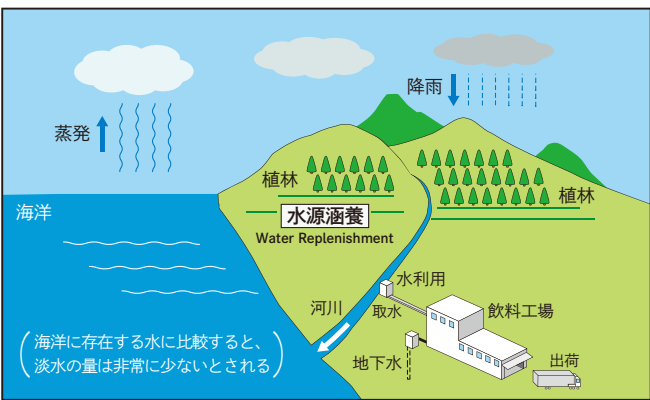 降雨
蒸発
植林
植林
海洋
水源涵養
Water Replenishment
水利用
河川
取水
飲料工場
地下水
出荷
(海洋に存在する水に比較すると、
淡水の量は非常に少ないとされる)